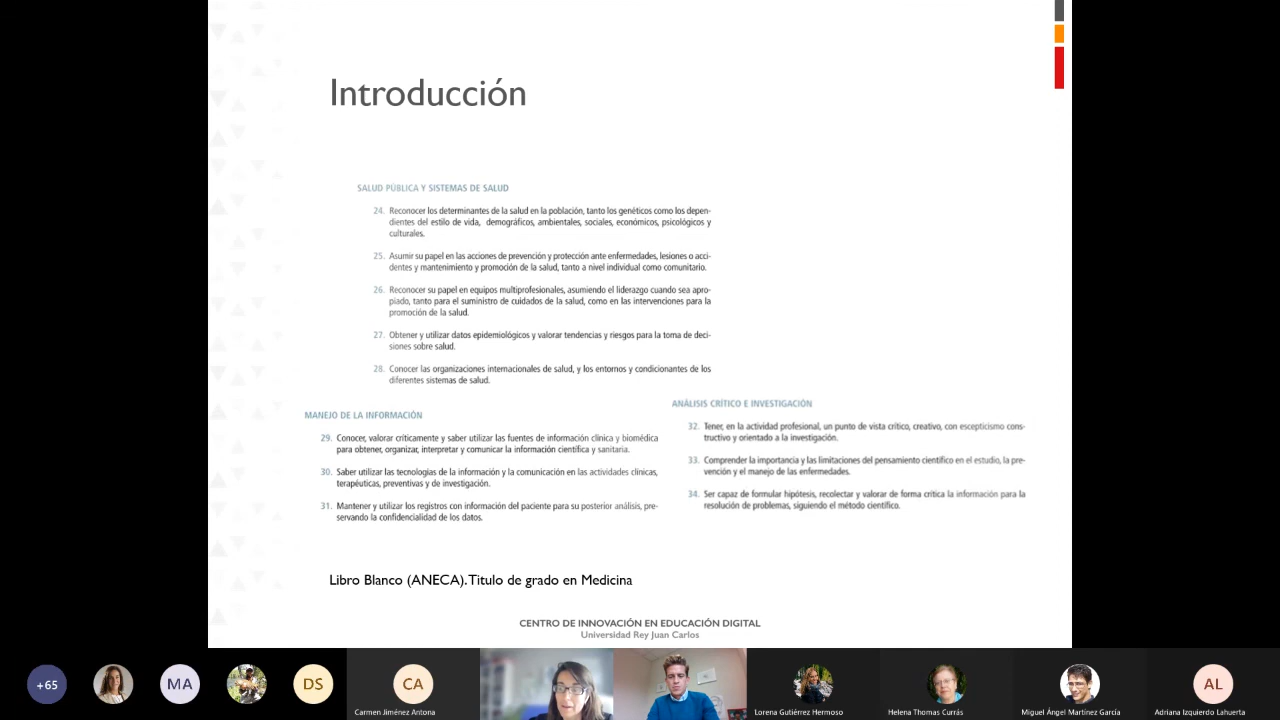 Introducción
SALUD PÚBLICA Y SISTEMAS DE SALUD
24. Reconocer los determinantes de la salud en la población, tanto los genéticos como los depen-
dientes del estilo de vida, demográficos, ambientales, sociales, económicos, psicológicos y
culturales.
25. Asumir su papel en las acciones de prevención y protección ante enfermedades, lesiones o acci-
dentes y mantenimiento y promoción de la salud, tanto a nivel individual como comunitario.
26. Reconocer su papel en equipos multiprofesionales, asumiendo el liderazgo cuando sea apro-
piado, tanto para el suministro de cuidados de la salud, como en las intervenciones para la
promoción de la salud.
27. Obtener y utilizar datos epidemiológicos y valorar tendencias y riesgos para la toma de deci-
siones sobre salud.
28. Conocer las organizaciones internacionales de salud, y los entornos y condicionantes de los
diferentes sistemas de salud.
MANEJO DE LA INFORMACIÓN
29. Conocer, valorar críticamente y saber utilizar las fuentes de información clínica y biomédica
para obtener, organizar, interpretar y comunicar la información científica y sanitaria.
30. Saber utilizar las tecnologías de la información y la comunicación en las actividades clínicas,
terapéuticas, preventivas y de investigación.
31. Mantener y utilizar los registros con información del paciente para su posterior análisis, pre-
servando la confidencialidad de los datos.
ANÁLISIS CRÍTICO E INVESTIGACIÓN
32. Tener, en la actividad profesional, un punto de vista crítico, creativo, con escepticismo cons-
tructivo y orientado a la investigación.
33. Comprender la importancia y las limitaciones del pensamiento científico en el estudio, la pre-
vención y el manejo de las enfermedades.
34. Ser capaz de formular hipótesis, recolectar y valorar de forma crítica la información para la
resolución de problemas, siguiendo el método científico.
Libro Blanco (ANECA). Titulo de grado en Medicina
CENTRO DE INNOVACIÓN EN EDUCACIÓN DIGITAL
Universidad Rey Juan Carlos
+65
MA
DS
CA
AL
Carmen Jiménez Antona
Lorena Gutiérrez Hermoso
Helena Thomas Currás
Miguel Ángel Martínez García
Adriana Izquierdo Lahuerta